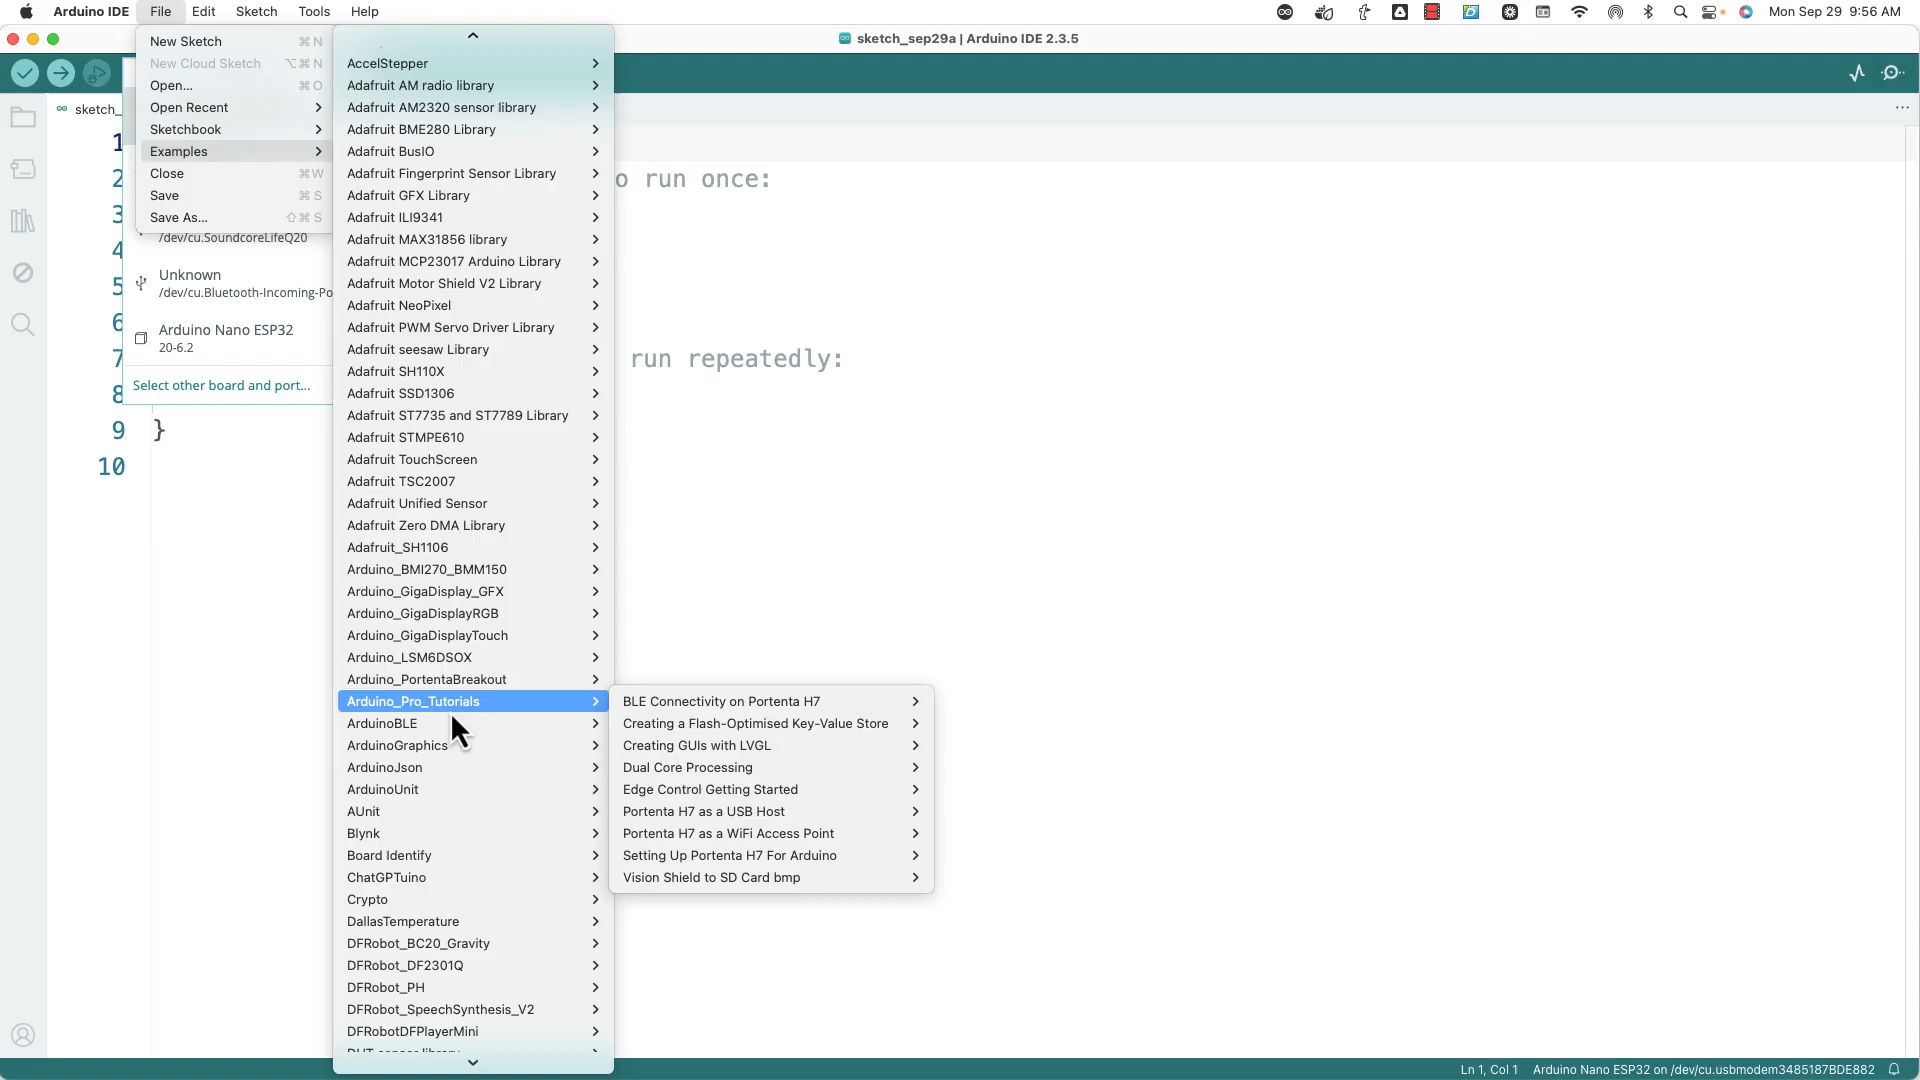 Arduino IDE File Edit Sketch Tools Help
Mon Sep 29 9:56 AM
sketch_sep29a | Arduino IDE 2.3.5
New Sketch ⌘ N
New Cloud Sketch ⌥ ⌘ N
Open... ⌘ O
Open Recent
Sketchbook
Examples
Close ⌘ W
Save ⌘ S
Save As... ⇧ ⌘ S
sketch_
1
2
3
4
5
6
7
8
9 }
10
/dev/cu.SoundcoreLifeQ20
Unknown
/dev/cu.Bluetooth-Incoming-Po
Arduino Nano ESP32
20-6.2
Select other board and port...
AccelStepper
Adafruit AM radio library
Adafruit AM2320 sensor library
Adafruit BME280 Library
Adafruit BusIO
Adafruit Fingerprint Sensor Library
Adafruit GFX Library
Adafruit ILI9341
Adafruit MAX31856 library
Adafruit MCP23017 Arduino Library
Adafruit Motor Shield V2 Library
Adafruit NeoPixel
Adafruit PWM Servo Driver Library
Adafruit seesaw Library
Adafruit SH110X
Adafruit SSD1306
Adafruit ST7735 and ST7789 Library
Adafruit STMPE610
Adafruit TouchScreen
Adafruit TSC2007
Adafruit Unified Sensor
Adafruit Zero DMA Library
Adafruit_SH1106
Arduino_BMI270_BMM150
Arduino_GigaDisplay_GFX
Arduino_GigaDisplayRGB
Arduino_GigaDisplayTouch
Arduino_LSM6DSOX
Arduino_PortentaBreakout
Arduino_Pro_Tutorials
ArduinoBLE
ArduinoGraphics
ArduinoJson
ArduinoUnit
AUnit
Blynk
Board Identify
ChatGPTuino
Crypto
DallasTemperature
DFRobot_BC20_Gravity
DFRobot_DF2301Q
DFRobot_PH
DFRobot_SpeechSynthesis_V2
DFRobotDFPlayerMini
DHT sensor library
BLE Connectivity on Portenta H7
Creating a Flash-Optimised Key-Value Store
Creating GUIs with LVGL
Dual Core Processing
Edge Control Getting Started
Portenta H7 as a USB Host
Portenta H7 as a WiFi Access Point
Setting Up Portenta H7 For Arduino
Vision Shield to SD Card bmp
o run once:
run repeatedly:
Ln 1, Col 1 Arduino Nano ESP32 on /dev/cu.usbmodem3485187BDE882